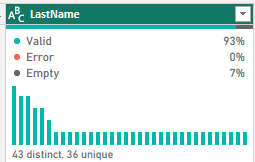 ABC LastName
Valid 93%
Error 0%
Empty 7%
43 distinct, 36 unique